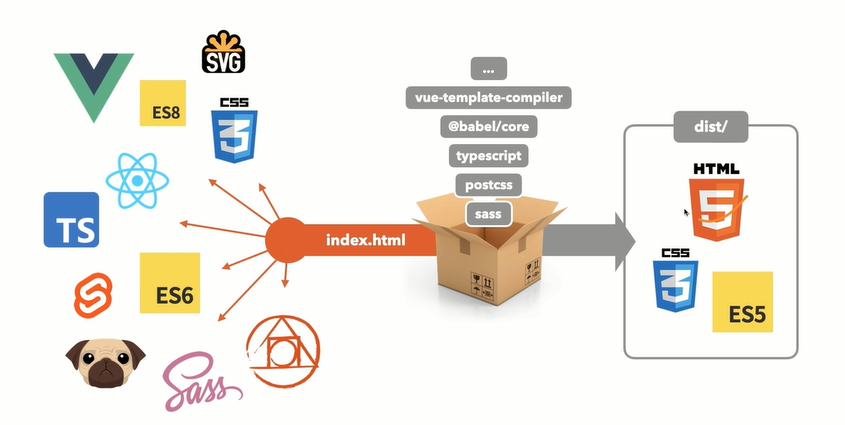 SVG
ES8
CSS
3
TS
ES6
Sass
index.html
...
vue-template-compiler
@babel/core
typescript
postcss
sass
dist/
HTML
5
CSS
3
ES5